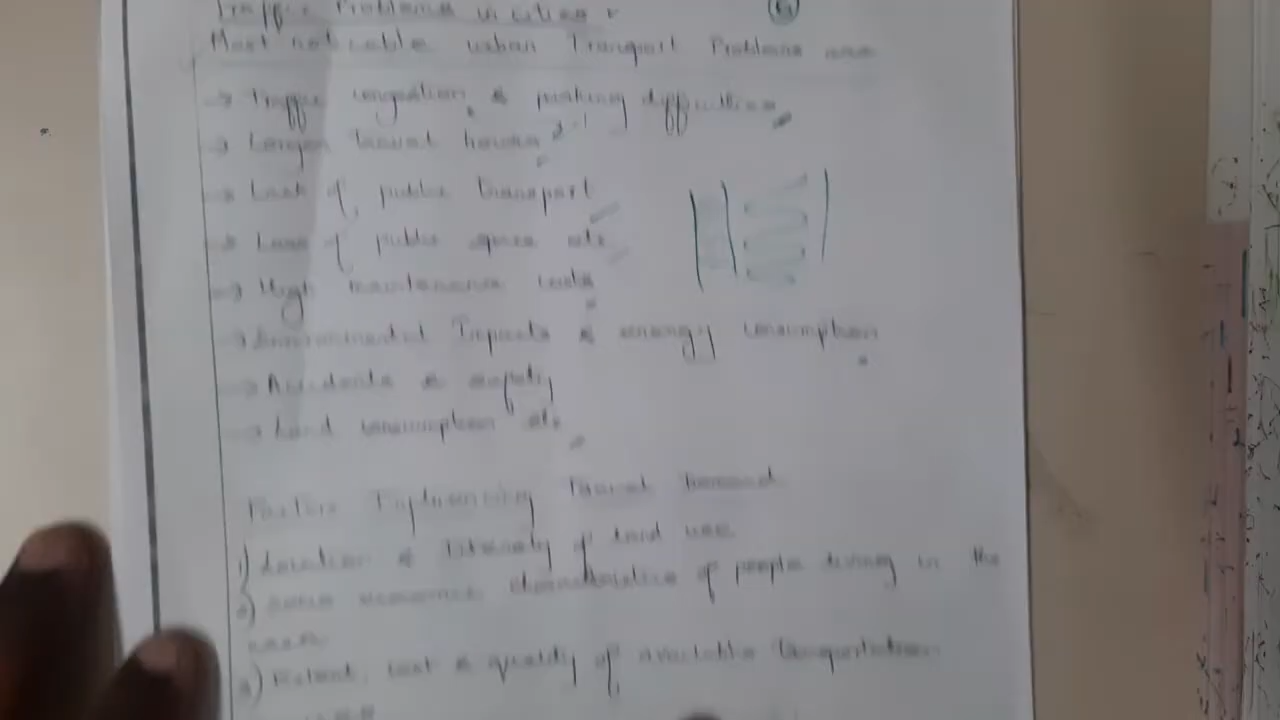 Traffic Problems in cities :
Most noticable urban Transport Problems are
→ Traffic congestion & parking difficulties
→ Longer travel hours
→ Lack of public transport
→ Loss of public space etc
→ High maintenance costs
→ Environmental Impacts & energy consumption
→ Accidents & safety
→ Land consumption etc
Factors Influencing Travel Demand
1) Location & Intensity of land use
2) Socio economic characteristics of people living in the
area
3) Extent, cost & quality of available transportation